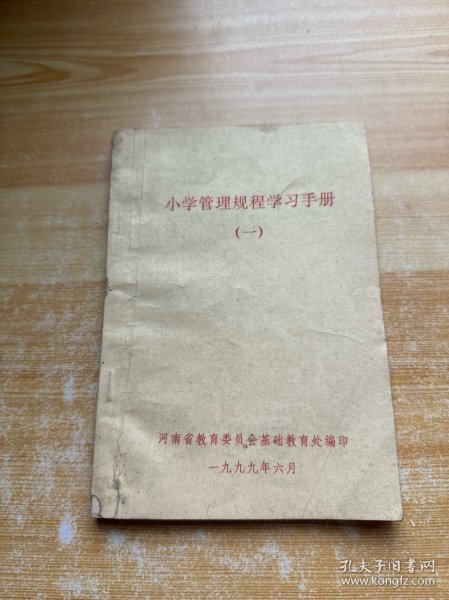 小学管理规程学习手册
(一)
河南省教育委员会基础教育处编印
一九九九年六月
孔夫子旧书网
www.kongfz.com